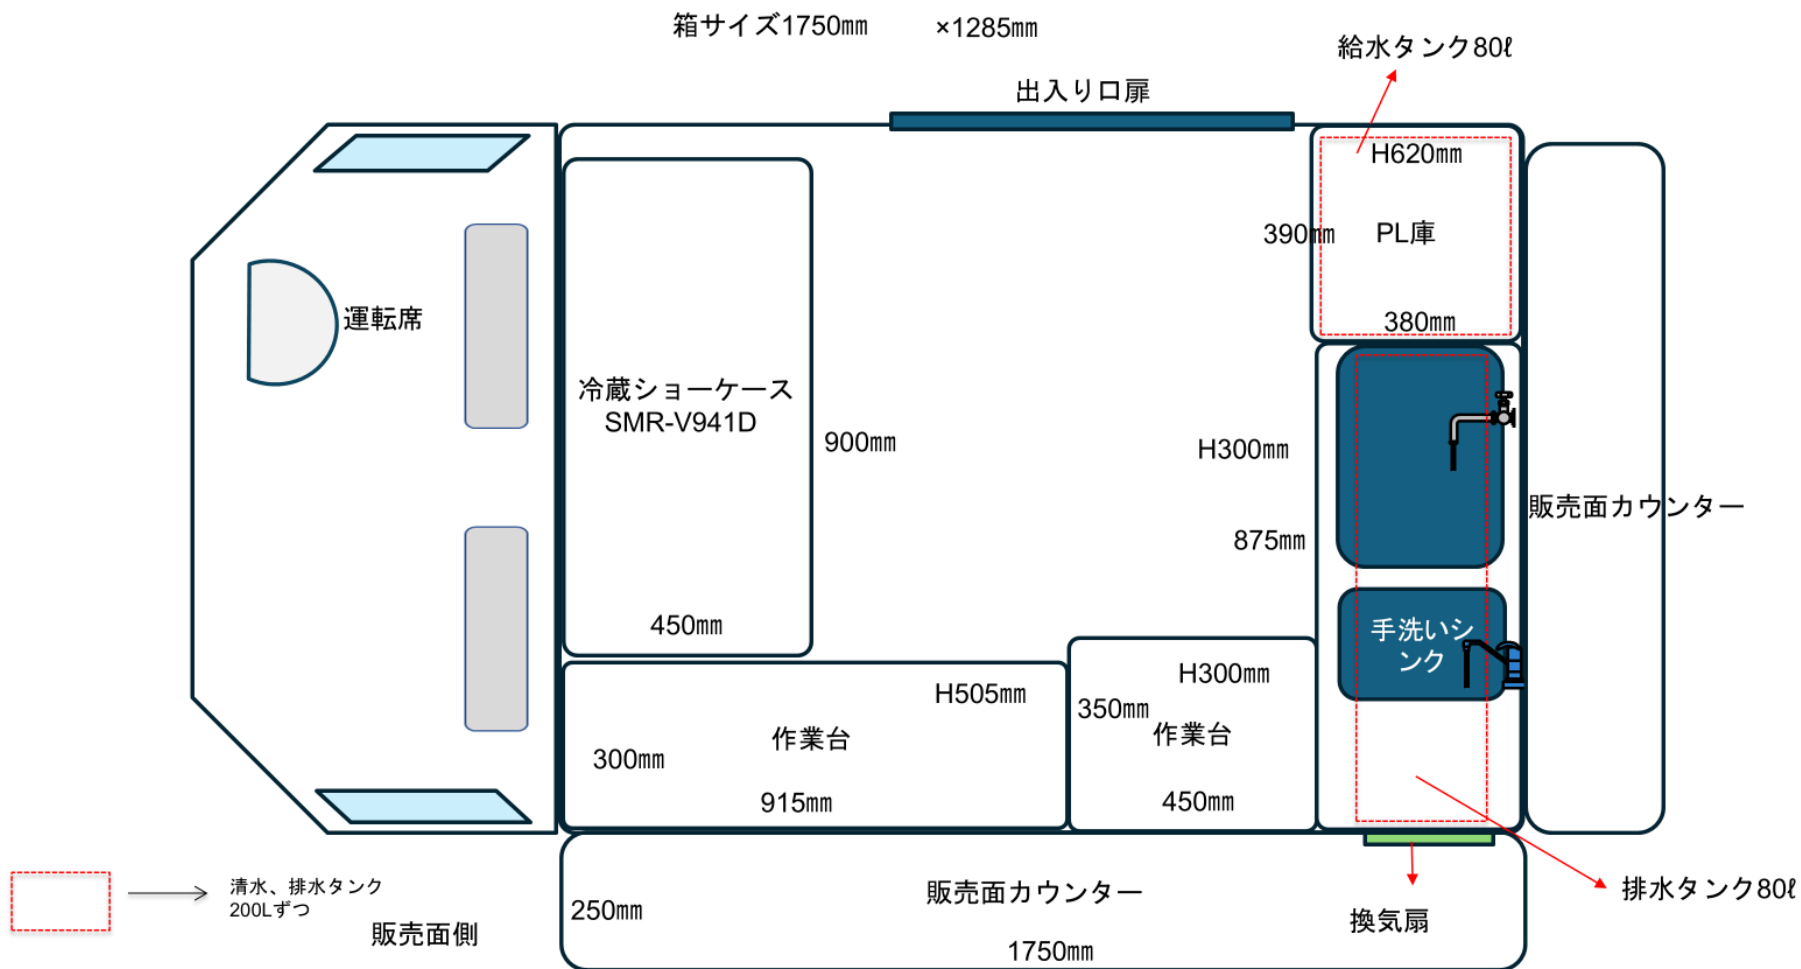 箱サイズ1750㎜ ×1285㎜
給水タンク80ℓ
出入り口扉
H620㎜
390㎜
PL庫
380㎜
運転席
冷蔵ショーケース
SMR-V941D
900㎜
450㎜
H300㎜
875㎜
販売面カウンター
手洗いシ
ンク
H505㎜
作業台
300㎜
915㎜
H300㎜
350㎜
作業台
450㎜
清水、排水タンク
200Lずつ
販売面側
250㎜
販売面カウンター
1750㎜
換気扇
排水タンク80ℓ